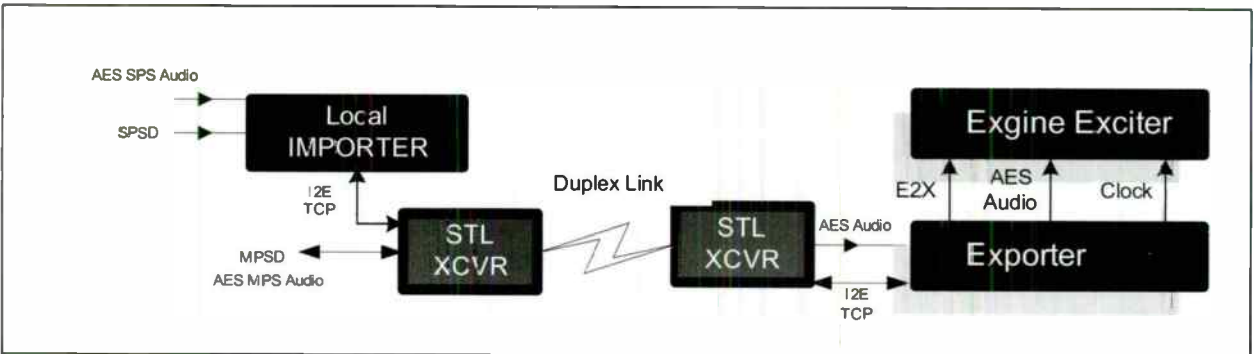 AES SPS Audio
SPSD
Local
IMPORTER
I2E
TCP
MPSD
AES MPS Audio
STL
XCVR
Duplex Link
STL
XCVR
AES Audio
I2E
TCP
Exgine Exciter
E2X
AES
Audio
Clock
Exporter